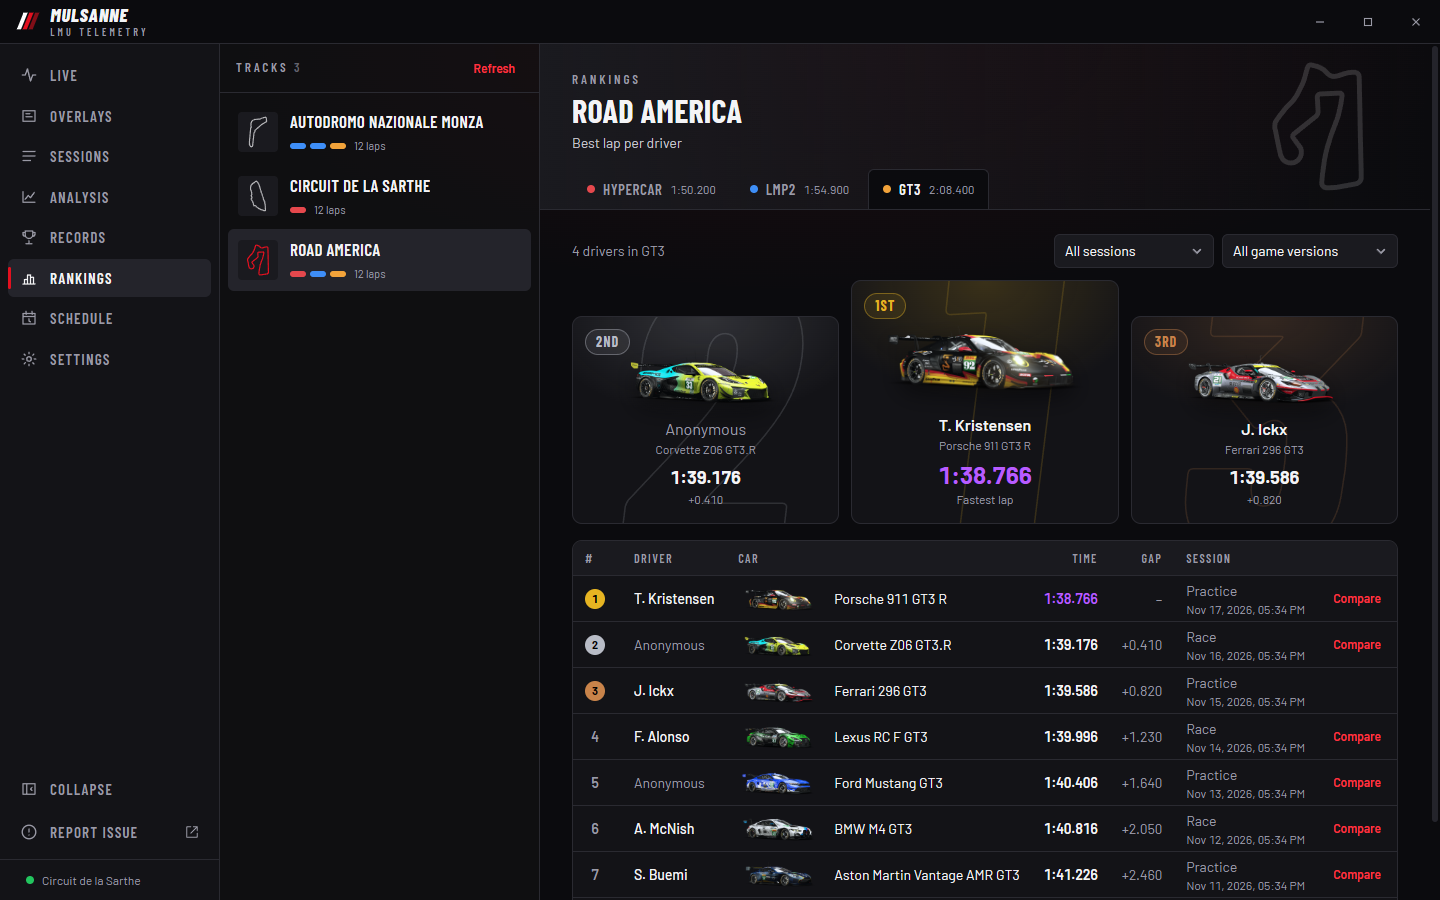 MULSANNE
LMU TELEMETRY
LIVE
OVERLAYS
SESSIONS
ANALYSIS
RECORDS
RANKINGS
SCHEDULE
SETTINGS
COLLAPSE
REPORT ISSUE
Circuit de la Sarthe
TRACKS 3
Refresh
AUTODROMO NAZIONALE MONZA
12 laps
CIRCUIT DE LA SARTHE
12 laps
ROAD AMERICA
12 laps
RANKINGS
ROAD AMERICA
Best lap per driver
HYPERCAR 1:50.200
LMP2 1:54.900
GT3 2:08.400
4 drivers in GT3
All sessions
All game versions
2ND
Anonymous
Corvette Z06 GT3.R
1:39.176
+0.410
1ST
T. Kristensen
Porsche 911 GT3 R
1:38.766
Fastest lap
3RD
J. Ickx
Ferrari 296 GT3
1:39.586
+0.820
# DRIVER CAR TIME GAP SESSION
1 T. Kristensen Porsche 911 GT3 R 1:38.766 – Practice Nov 17, 2026, 05:34 PM Compare
2 Anonymous Corvette Z06 GT3.R 1:39.176 +0.410 Race Nov 16, 2026, 05:34 PM Compare
3 J. Ickx Ferrari 296 GT3 1:39.586 +0.820 Practice Nov 15, 2026, 05:34 PM
4 F. Alonso Lexus RC F GT3 1:39.996 +1.230 Race Nov 14, 2026, 05:34 PM Compare
5 Anonymous Ford Mustang GT3 1:40.406 +1.640 Practice Nov 13, 2026, 05:34 PM Compare
6 A. McNish BMW M4 GT3 1:40.816 +2.050 Race Nov 12, 2026, 05:34 PM Compare
7 S. Buemi Aston Martin Vantage AMR GT3 1:41.226 +2.460 Practice Nov 11, 2026, 05:34 PM Compare